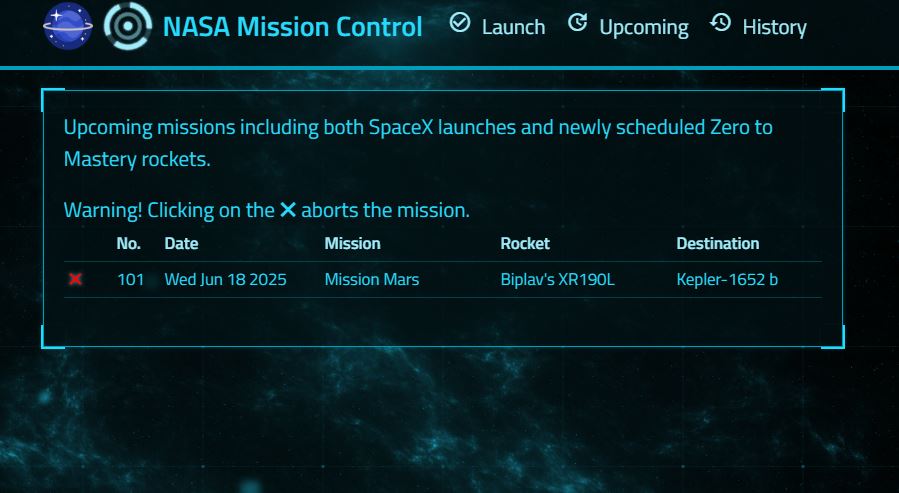 NASA Mission Control Launch Upcoming History
Upcoming missions including both SpaceX launches and newly scheduled Zero to
Mastery rockets.
Warning! Clicking on the ✕ aborts the mission.
No. Date Mission Rocket Destination
✕ 101 Wed Jun 18 2025 Mission Mars Biplav's XR190L Kepler-1652 b